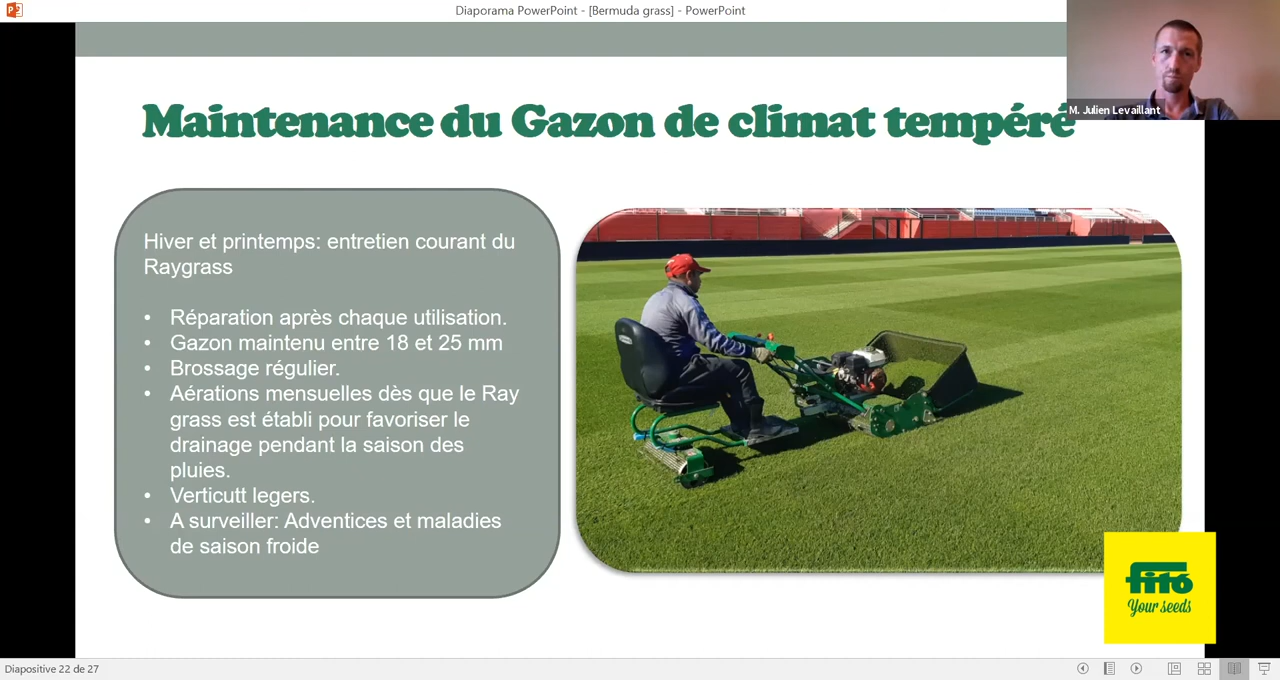 Diaporama PowerPoint - [Bermuda grass] - PowerPoint
M. Julien Levaillant
Maintenance du Gazon de climat tempéré
Hiver et printemps: entretien courant du
Raygrass
• Réparation après chaque utilisation.
• Gazon maintenu entre 18 et 25 mm
• Brossage régulier.
• Aérations mensuelles dès que le Ray
grass est établi pour favoriser le
drainage pendant la saison des
pluies.
• Verticutt legers.
• A surveiller: Adventices et maladies
de saison froide
fitó
Your seeds
Diapositive 22 de 27